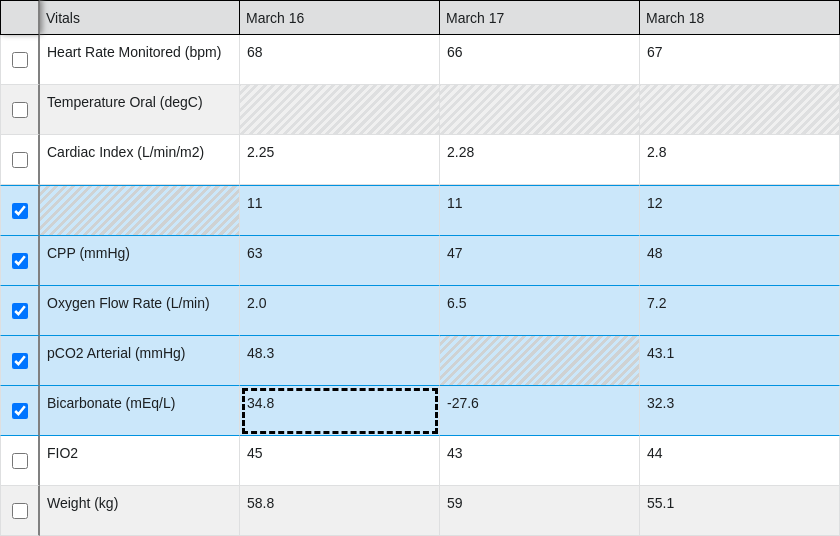 Vitals March 16 March 17 March 18
Heart Rate Monitored (bpm) 68 66 67
Temperature Oral (degC)
Cardiac Index (L/min/m2) 2.25 2.28 2.8
11 11 12
CPP (mmHg) 63 47 48
Oxygen Flow Rate (L/min) 2.0 6.5 7.2
pCO2 Arterial (mmHg) 48.3 43.1
Bicarbonate (mEq/L) 34.8 -27.6 32.3
FIO2 45 43 44
Weight (kg) 58.8 59 55.1